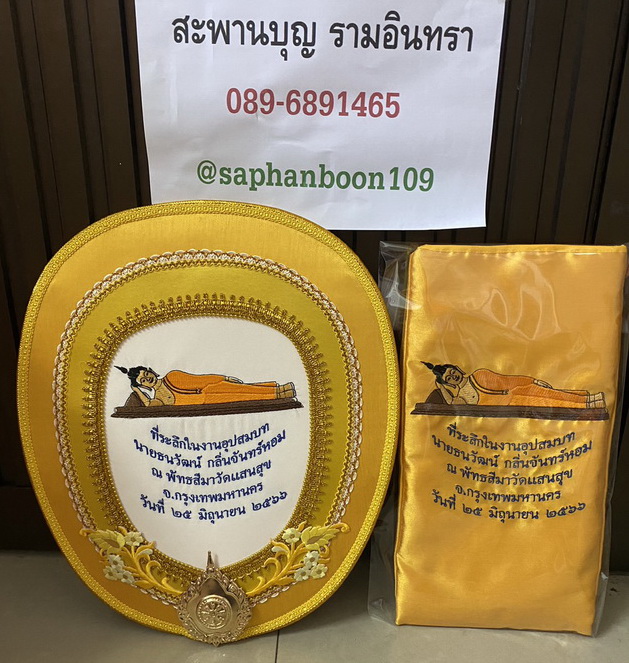 สะพานบุญ รามอินทรา
089-6891465
@saphanboon109
ที่ระลึกในงานอุปสมบท
นายธนวัฒน์ กลิ่นจันทร์หอม
ณ พัทธสีมาวัดแสนสุข
จ.กรุงเทพมหานคร
วันที่ ๒๕ มิถุนายน ๒๕๖๖
ที่ระลึกในงานอุปสมบท
นายธนวัฒน์ กลิ่นจันทร์หอม
ณ พัทธสีมาวัดแสนสุข
จ.กรุงเทพมหานคร
วันที่ ๒๕ มิถุนายน ๒๕๖๖